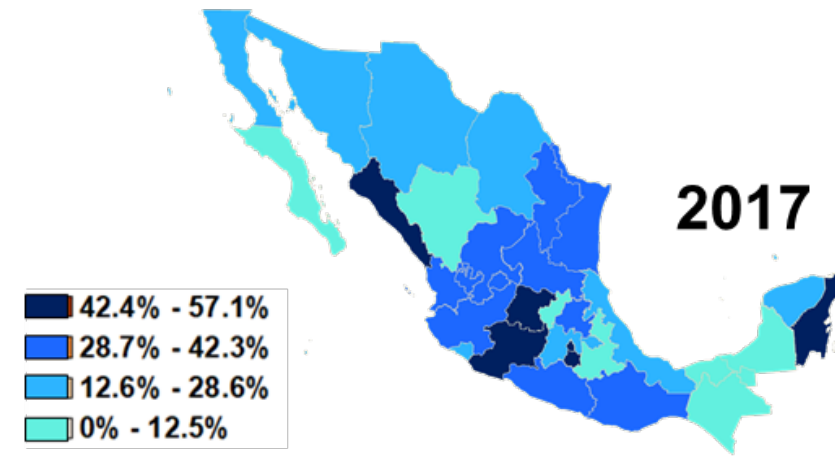 2017
42.4% - 57.1%
28.7% - 42.3%
12.6% - 28.6%
0% - 12.5%